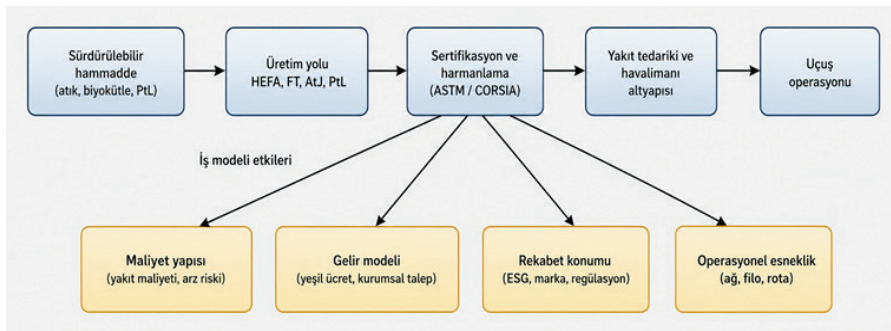 Sürdürülebilir
hammadde
(atık, biyokütle, PtL)
Üretim yolu
HEFA, FT, AtJ, PtL
Sertifikasyon ve
harmanlama
(ASTM / CORSIA)
Yakıt tedariki ve
havalimanı
altyapısı
Uçuş
operasyonu
İş modeli etkileri
Maliyet yapısı
(yakıt maliyeti, arz riski)
Gelir modeli
(yeşil ücret, kurumsal talep)
Rekabet konumu
(ESG, marka, regülasyon)
Operasyonel esneklik
(ağ, filo, rota)